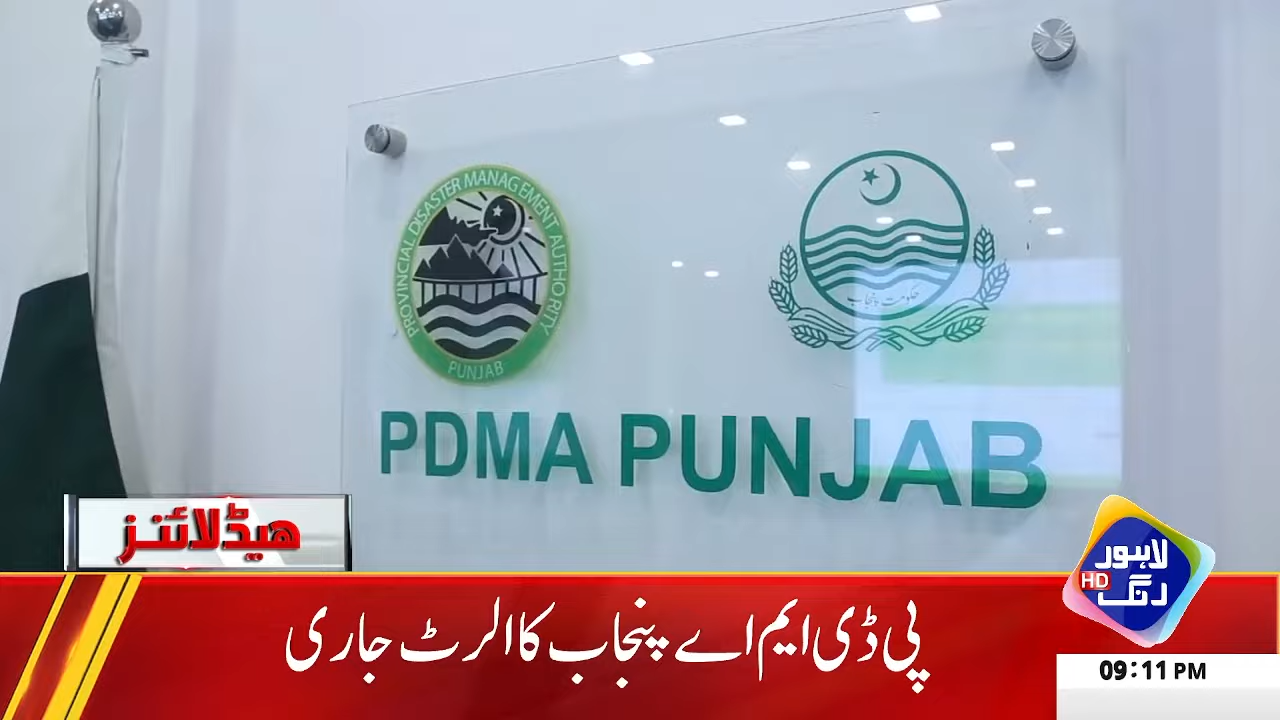 PROVINCIAL DISASTER MANAGEMENT AUTHORITY
PUNJAB
حکومت پنجاب
PDMA PUNJAB
ھیڈلائنز
لاہور
رنگ
HD
پی ڈی ایم اے پنجاب کا الرٹ جاری
09:11 PM